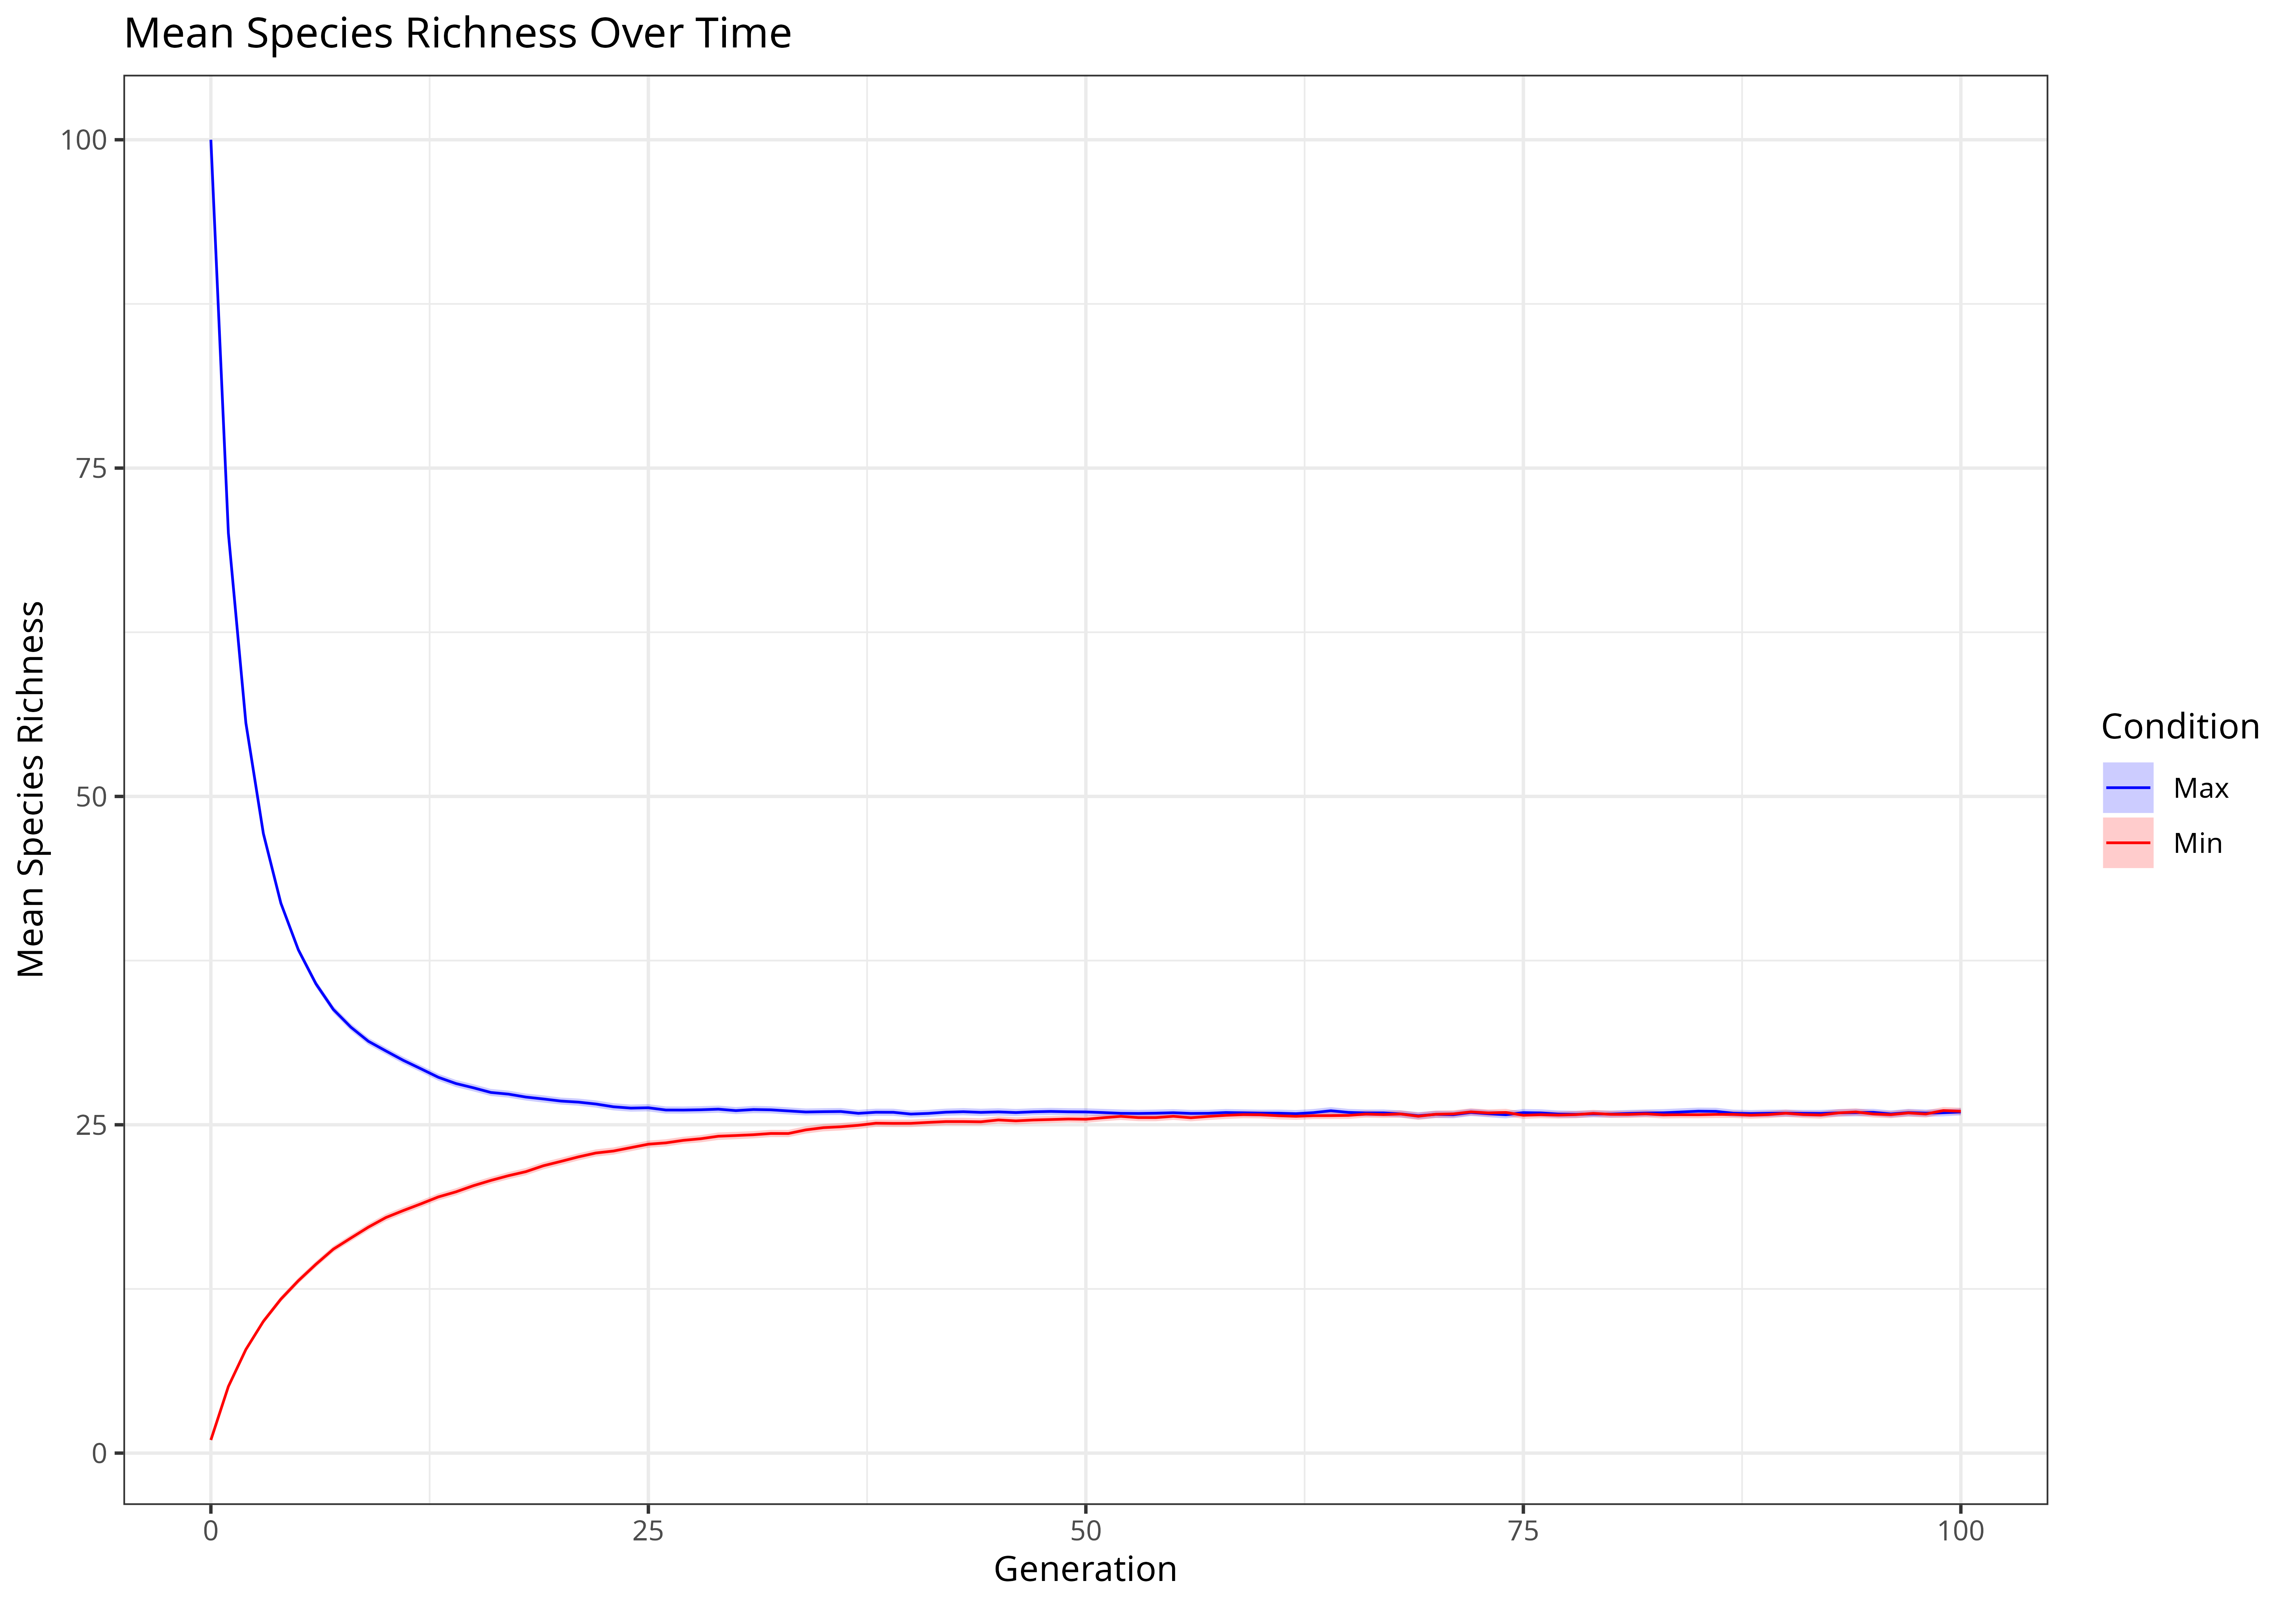 Mean Species Richness Over Time
100
75
50
25
0
Mean Species Richness
0 25 50 75 100
Generation
Condition
Max
Min